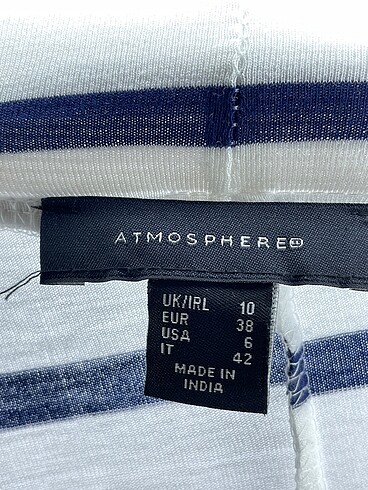 ATMOSPHERE
UK/IRL 10
EUR 38
USA 6
IT 42
MADE IN
INDIA